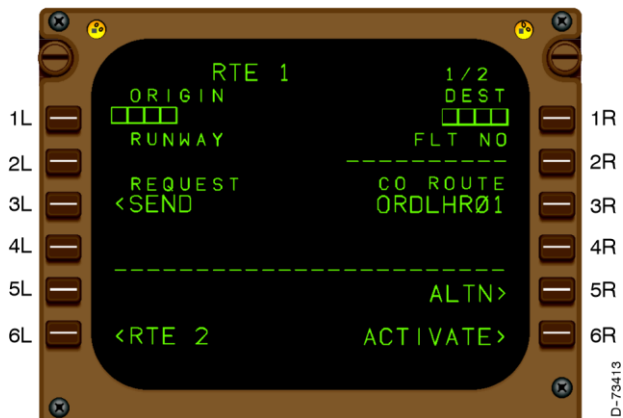 RTE 1 1/2
ORIGIN DEST
1L 1R
RUNWAY FLT NO
2L ---------- 2R
REQUEST CO ROUTE
3L <SEND ORDLHRØ1 3R
4L 4R
------------------------
5L ALTN> 5R
6L <RTE 2 ACTIVATE> 6R
D-73413